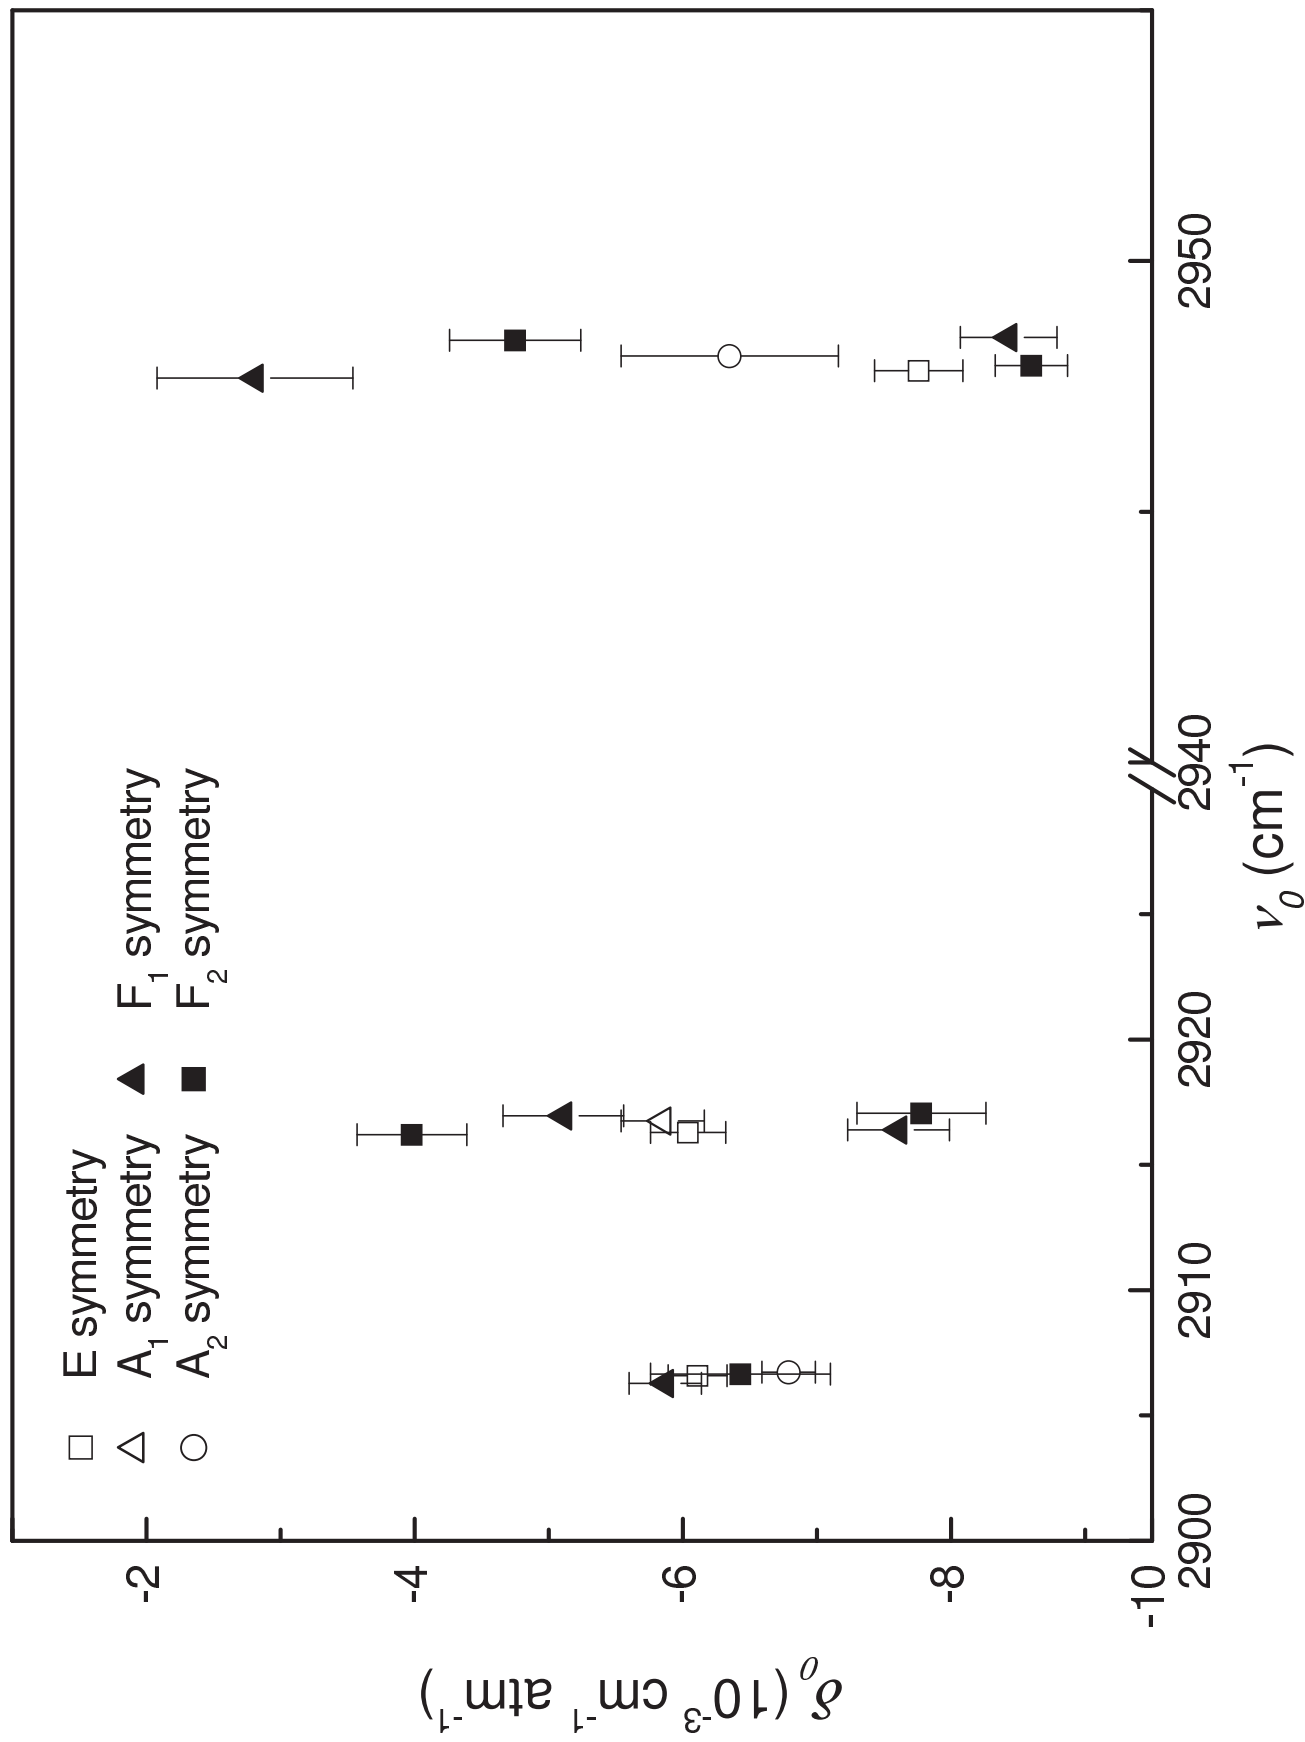 E symmetry
A1 symmetry F1 symmetry
A2 symmetry F2 symmetry
-2
-4
-6
-8
-10
2900 2910 2920 2940 2950
ν0 (cm-1)
δ0 (10-3 cm-1 atm-1)